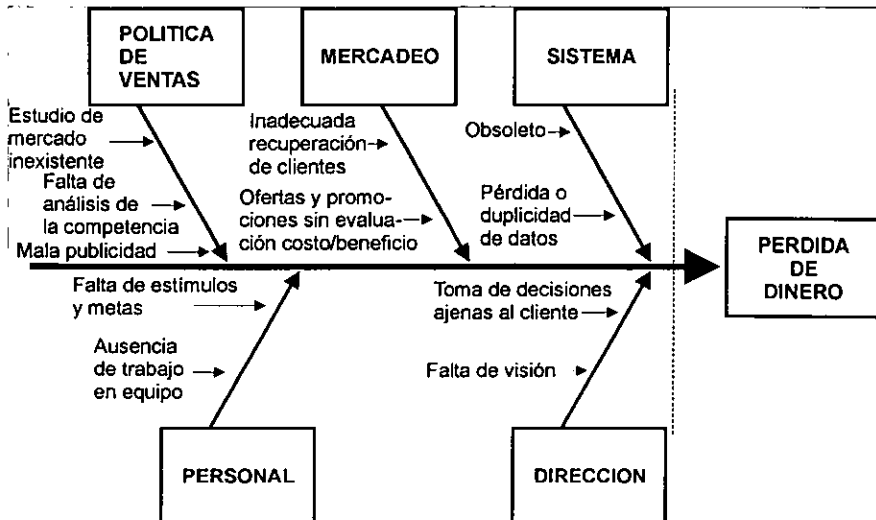 POLITICA
DE
VENTAS
MERCADEO
SISTEMA
Estudio de
mercado
inexistente
Falta de
análisis de
la competencia
Mala publicidad
Inadecuada
recuperación
de clientes
Ofertas y promo-
ciones sin evalua-
ción costo/beneficio
Obsoleto
Pérdida o
duplicidad
de datos
PERDIDA
DE
DINERO
Falta de estímulos
y metas
Ausencia
de trabajo
en equipo
Toma de decisiones
ajenas al cliente
Falta de visión
PERSONAL
DIRECCION